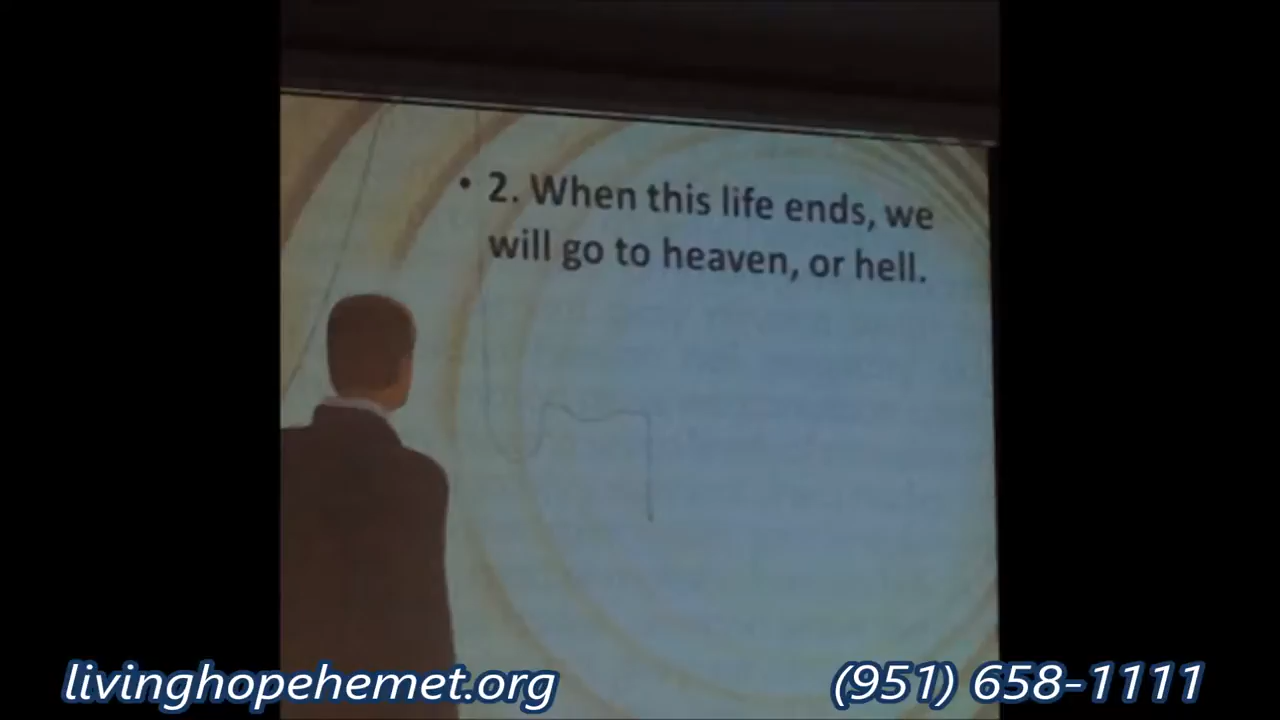 • 2. When this life ends, we
will go to heaven, or hell.
livinghopehemet.org
(951) 658-1111